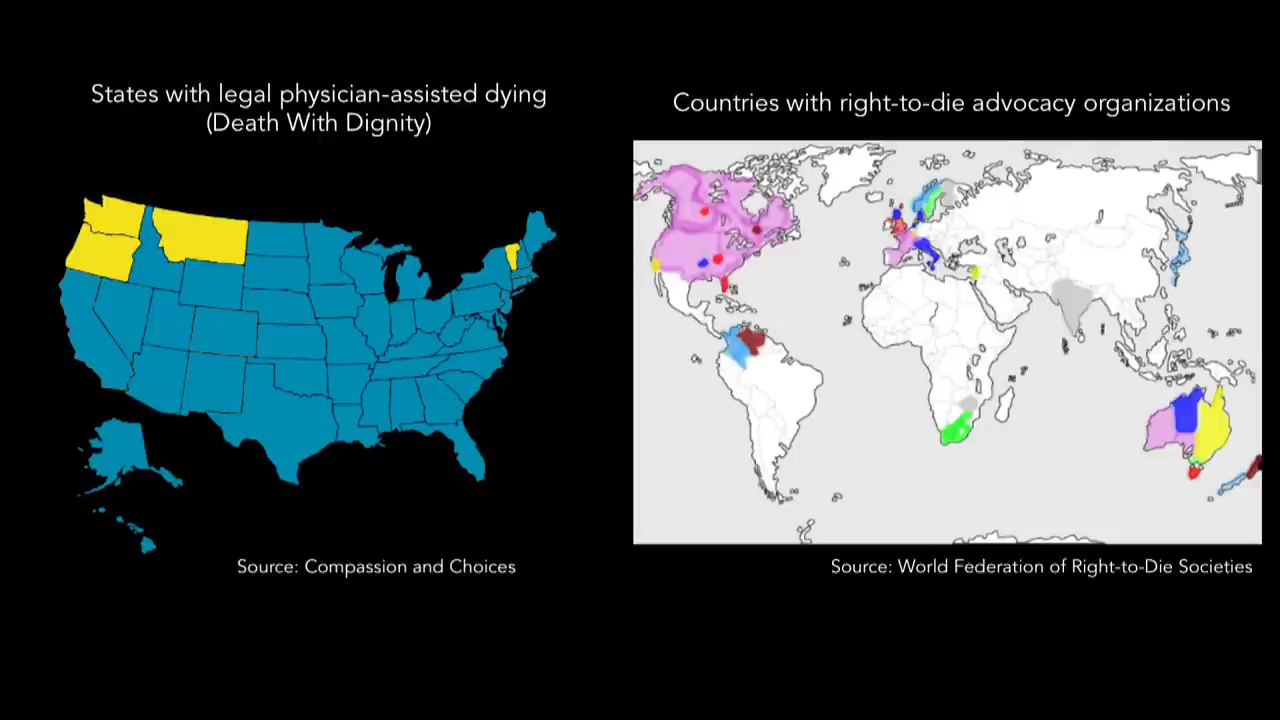 States with legal physician-assisted dying
(Death With Dignity)
Countries with right-to-die advocacy organizations
Source: Compassion and Choices
Source: World Federation of Right-to-Die Societies